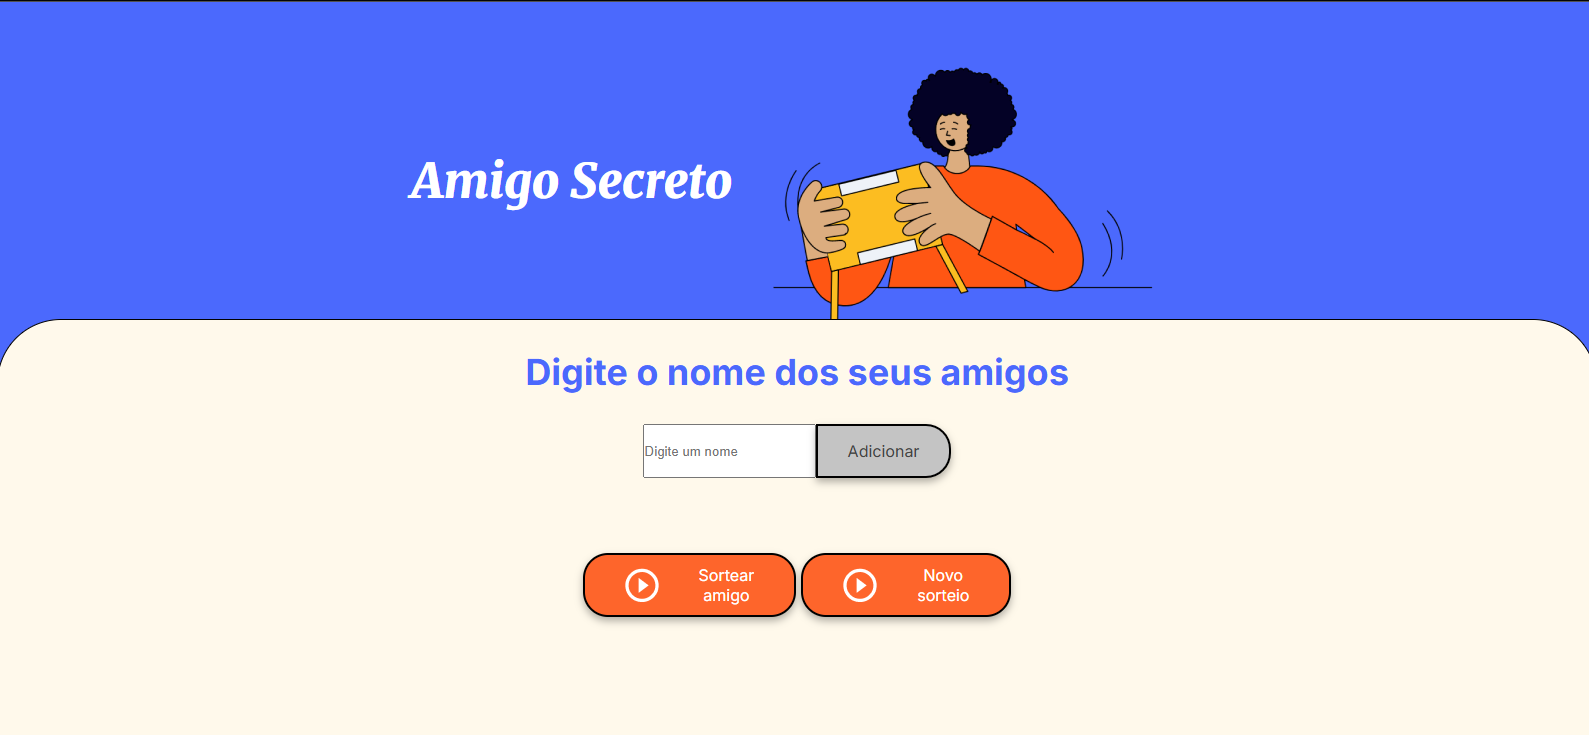 Amigo Secreto
Digite o nome dos seus amigos
Digite um nome
Adicionar
Sortear
amigo
Novo
sorteio